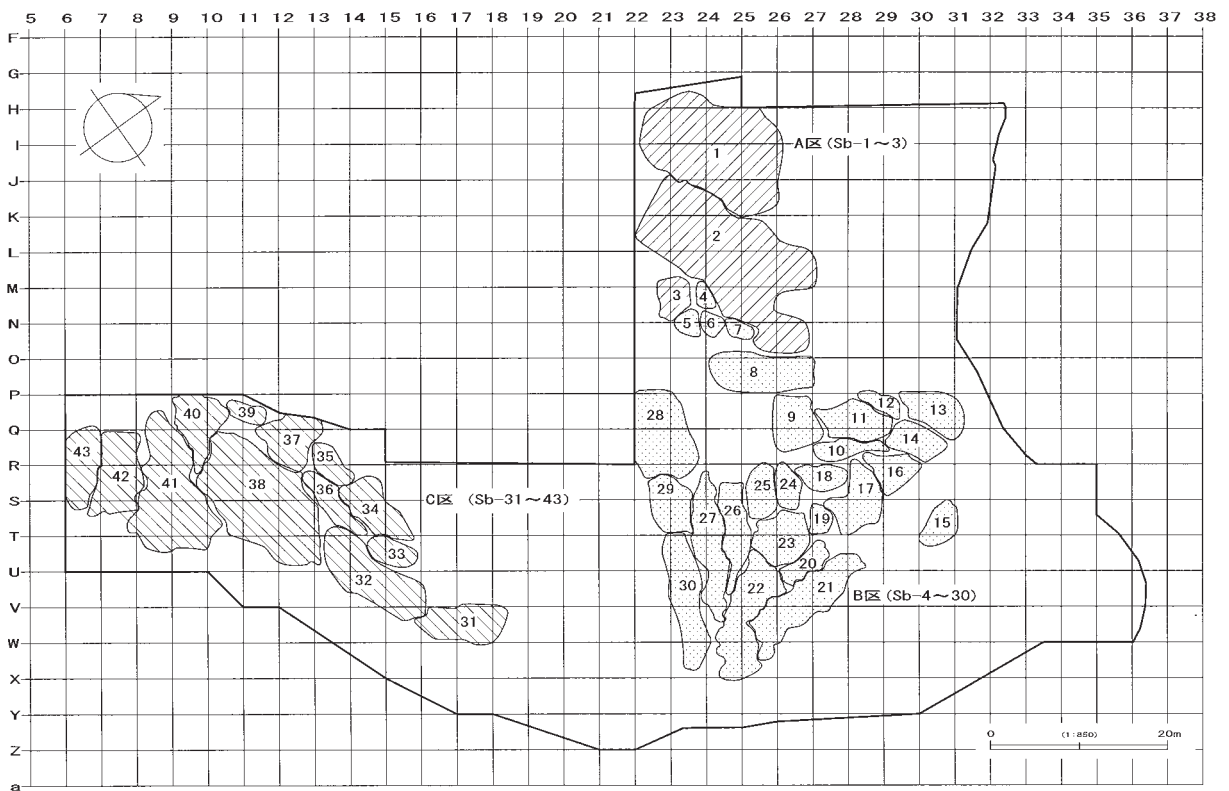 5 6 7 8 9 10 11 12 13 14 15 16 17 18 19 20 21 22 23 24 25 26 27 28 29 30 31 32 33 34 35 36 37 38
F
G
H
I
1
A区(Sb-1~3)
J
K
2
L
M
3 4
N
5 6 7
O
8
P
40 39 28 9 11 12 13
Q
43 37 10 14
R
42 41 38 35 36 29 25 24 18 16
S
34 C区(Sb-31~43) 27 26 17
19 15
T
33 23
32 20
U
30 22 21 B区(Sb-4~30)
V
31
W
X
Y
0 (1:850) 20m
Z
a